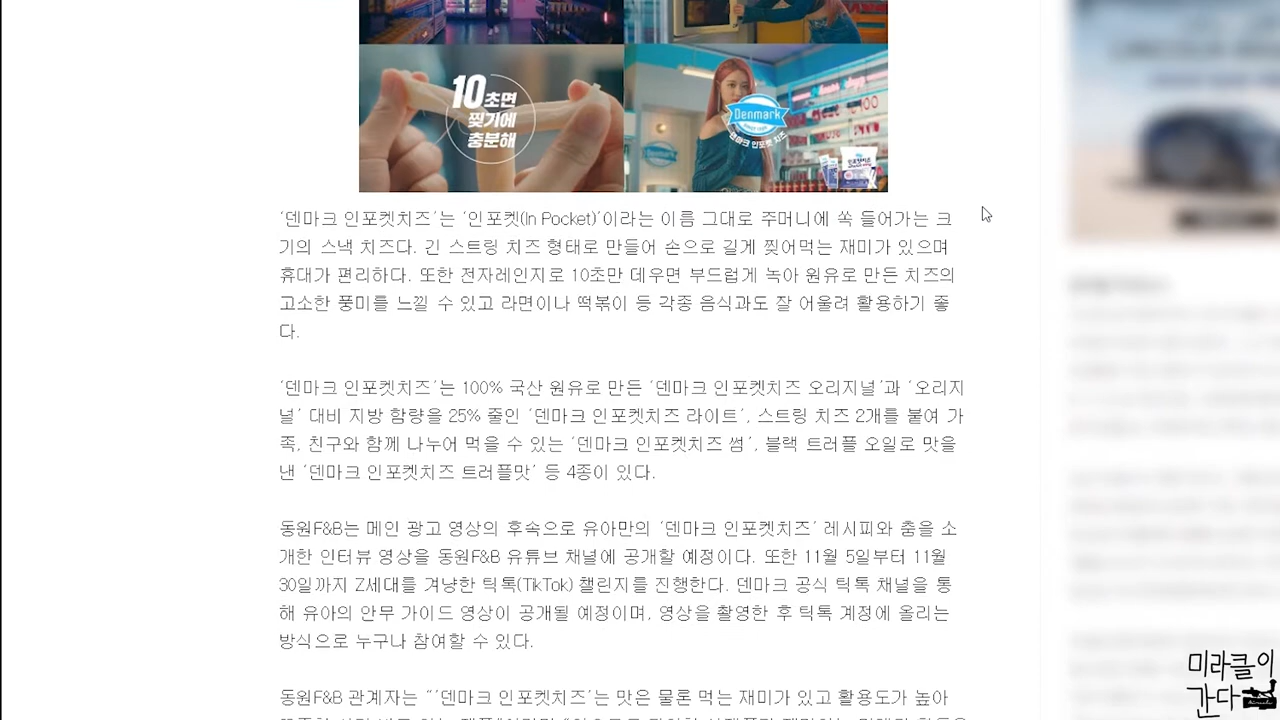 10초면
찢기에
충분해
Denmark
덴마크 인포켓 치즈
‘덴마크 인포켓치즈’는 ‘인포켓(In Pocket)’이라는 이름 그대로 주머니에 쏙 들어가는 크
기의 스낵 치즈다. 긴 스트링 치즈 형태로 만들어 손으로 길게 찢어먹는 재미가 있으며
휴대가 편리하다. 또한 전자레인지로 10초만 데우면 부드럽게 녹아 원유로 만든 치즈의
고소한 풍미를 느낄 수 있고 라면이나 떡볶이 등 각종 음식과도 잘 어울려 활용하기 좋
다.
‘덴마크 인포켓치즈’는 100% 국산 원유로 만든 ‘덴마크 인포켓치즈 오리지널’과 ‘오리지
널’ 대비 지방 함량을 25% 줄인 ‘덴마크 인포켓치즈 라이트’, 스트링 치즈 2개를 붙여 가
족, 친구와 함께 나누어 먹을 수 있는 ‘덴마크 인포켓치즈 썸’, 블랙 트러플 오일로 맛을
낸 ‘덴마크 인포켓치즈 트러플맛’ 등 4종이 있다.
동원F&B는 메인 광고 영상의 후속으로 유아만의 ‘덴마크 인포켓치즈’ 레시피와 춤을 소
개한 인터뷰 영상을 동원F&B 유튜브 채널에 공개할 예정이다. 또한 11월 5일부터 11월
30일까지 Z세대를 겨냥한 틱톡(TikTok) 챌린지를 진행한다. 덴마크 공식 틱톡 채널을 통
해 유아의 안무 가이드 영상이 공개될 예정이며, 영상을 촬영한 후 틱톡 계정에 올리는
방식으로 누구나 참여할 수 있다.
동원F&B 관계자는 “‘덴마크 인포켓치즈’는 맛은 물론 먹는 재미가 있고 활용도가 높아
미라클이
간다